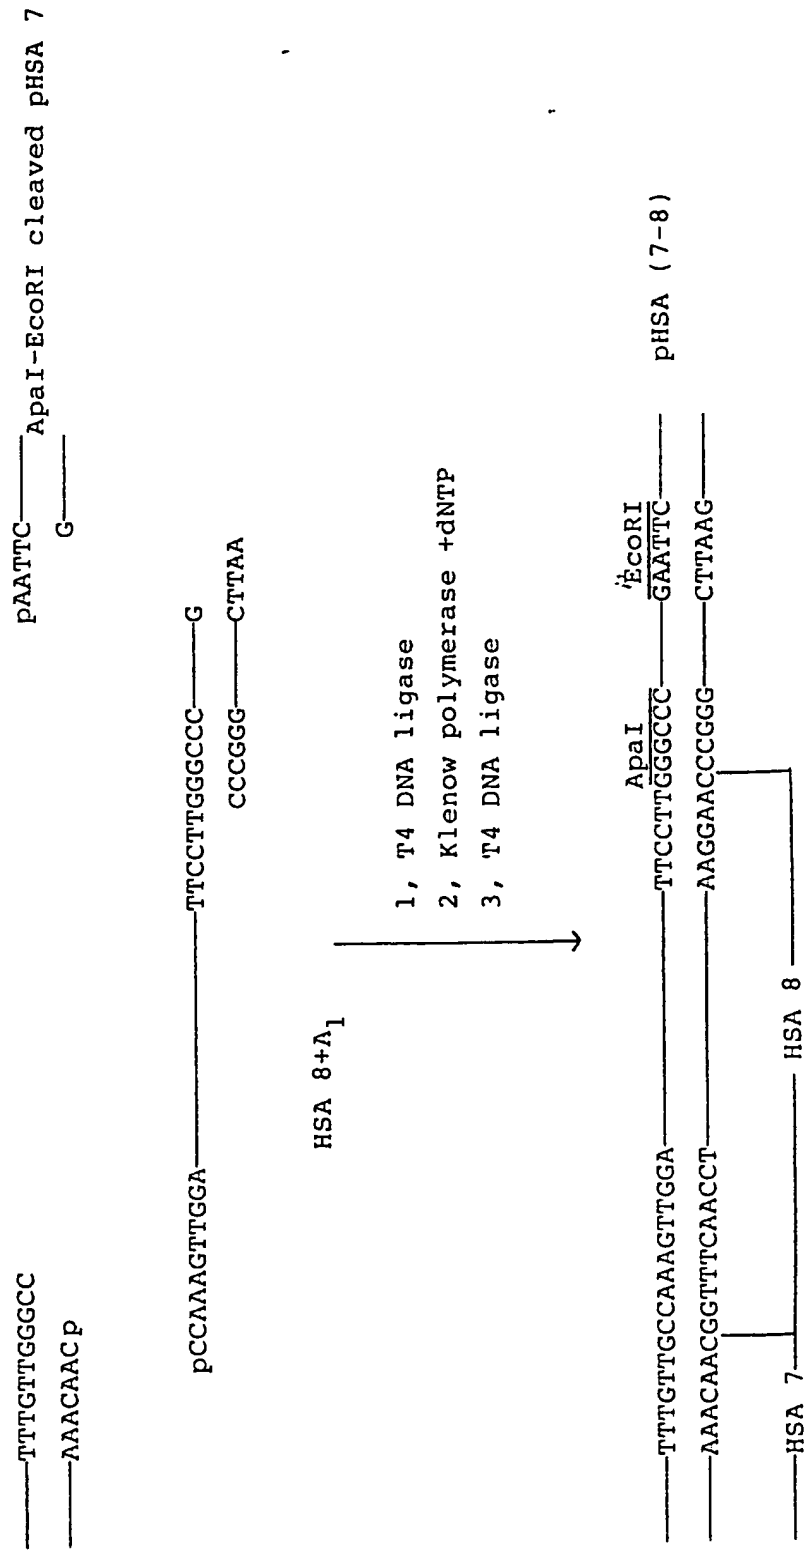 TTTGTTGGGCC pAATTC
ApaI-EcoRI cleaved pHSA 7
AAACAACp G
pCCAAAGTTGGA TTCCTTGGGCCC G
CCCGGG CTTAA
HSA 8+A1
1, T4 DNA ligase
2, Klenow polymerase +dNTP
3, T4 DNA ligase
ApaI EcoRI
TTTGTTGCCAAAGTTGGA TTCCTTGGGCCC GAATTC
pHSA (7-8)
AAACAACGGTTTCAACCT AAGGAACCCGGG CTTAAG
HSA 7 HSA 8